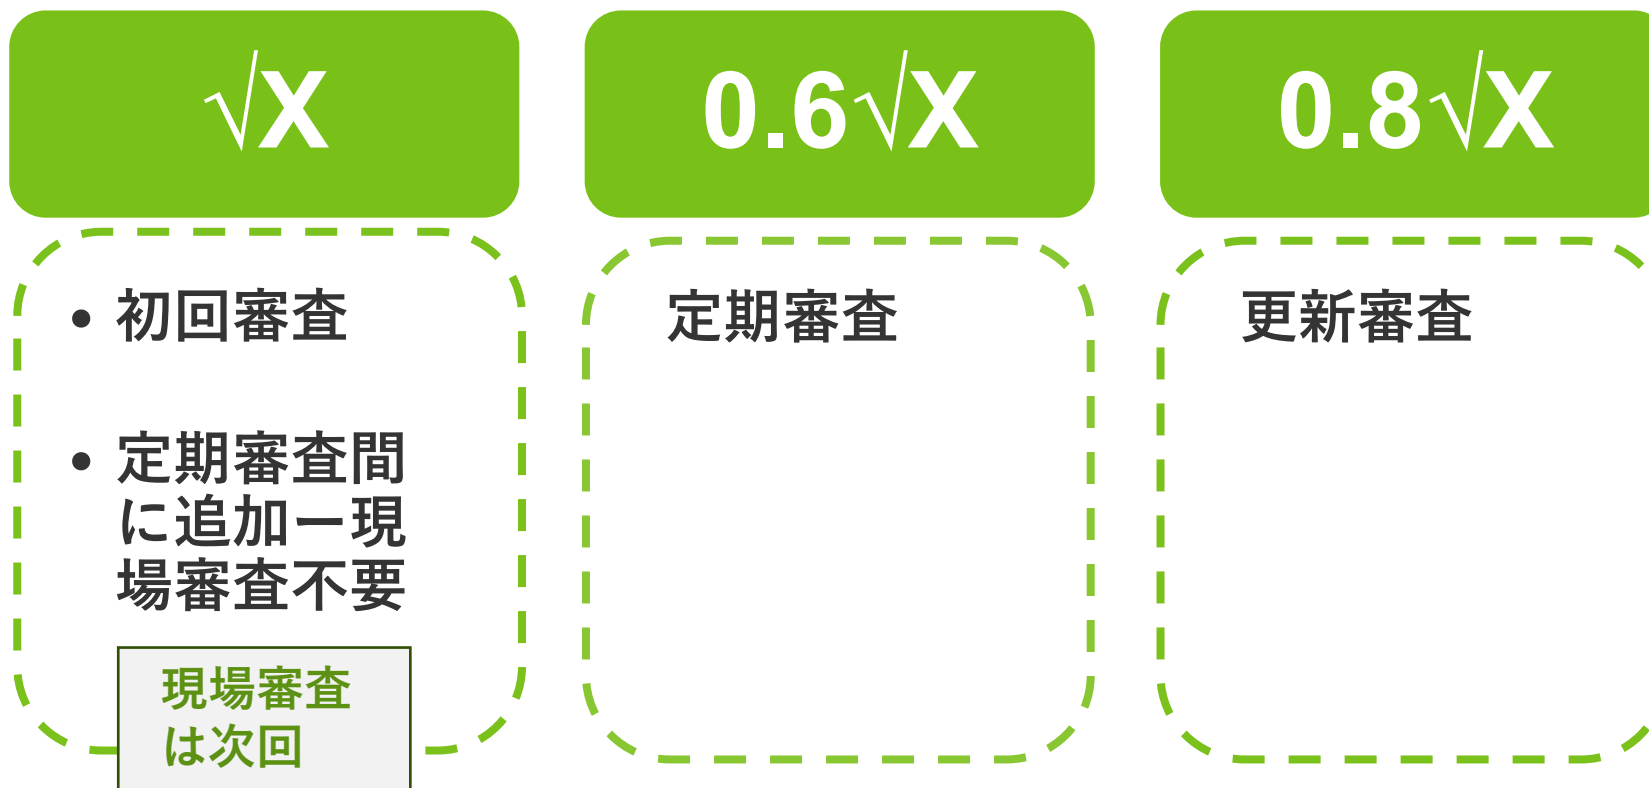 √X
0.6√X
0.8√X
• 初回審査
• 定期審査間
に追加ー現
場審査不要
現場審査
は次回
定期審査
更新審査